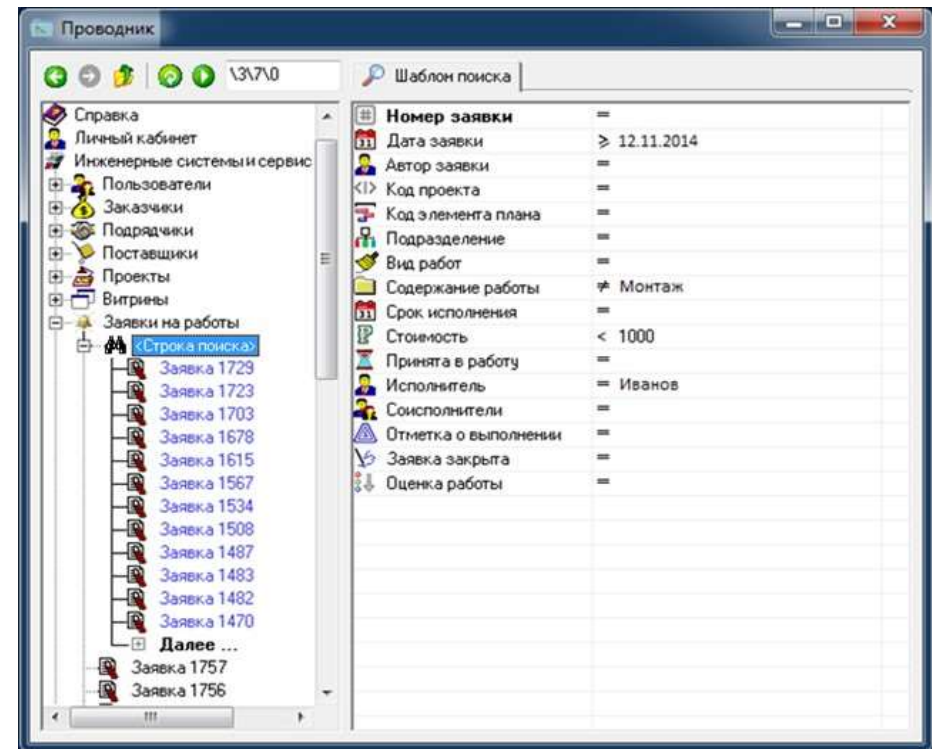 Проводник
\3\7\0
Шаблон поиска
Справка
Личный кабинет
Инженерные системы и сервис
Пользователи
Заказчики
Подрядчики
Поставщики
Проекты
Витрины
Заявки на работы
<Строка поиска>
Заявка 1729
Заявка 1723
Заявка 1703
Заявка 1678
Заявка 1615
Заявка 1567
Заявка 1534
Заявка 1508
Заявка 1487
Заявка 1483
Заявка 1482
Заявка 1470
Далее ...
Заявка 1757
Заявка 1756
Номер заявки =
Дата заявки ≥ 12.11.2014
Автор заявки =
Код проекта =
Код элемента плана =
Подразделение =
Вид работ =
Содержание работы ≠ Монтаж
Срок исполнения =
Стоимость < 1000
Принята в работу =
Исполнитель = Иванов
Соисполнители =
Отметка о выполнении =
Заявка закрыта =
Оценка работы =